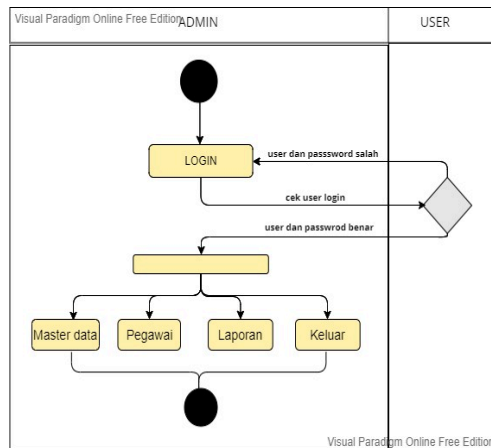 Visual Paradigm Online Free Edition
ADMIN
USER
LOGIN
user dan passsword salah
cek user login
user dan passwrod benar
Master data
Pegawai
Laporan
Keluar
Visual Paradigm Online Free Edition